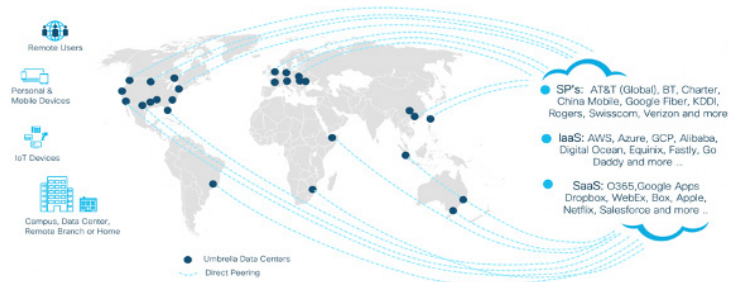 Remote Users
Personal &
Mobile Devices
IoT Devices
Campus, Data Center,
Remote Branch or Home
Umbrella Data Centers
Direct Peering
SP's: AT&T (Global), BT, Charter,
China Mobile, Google Fiber, KDDI,
Rogers, Swisscom, Verizon and more
IaaS: AWS, Azure, GCP, Alibaba,
Digital Ocean, Equinix, Fastly, Go
Daddy and more ...
SaaS: O365,Google Apps
Dropbox, WebEx, Box, Apple,
Netflix, Salesforce and more ..